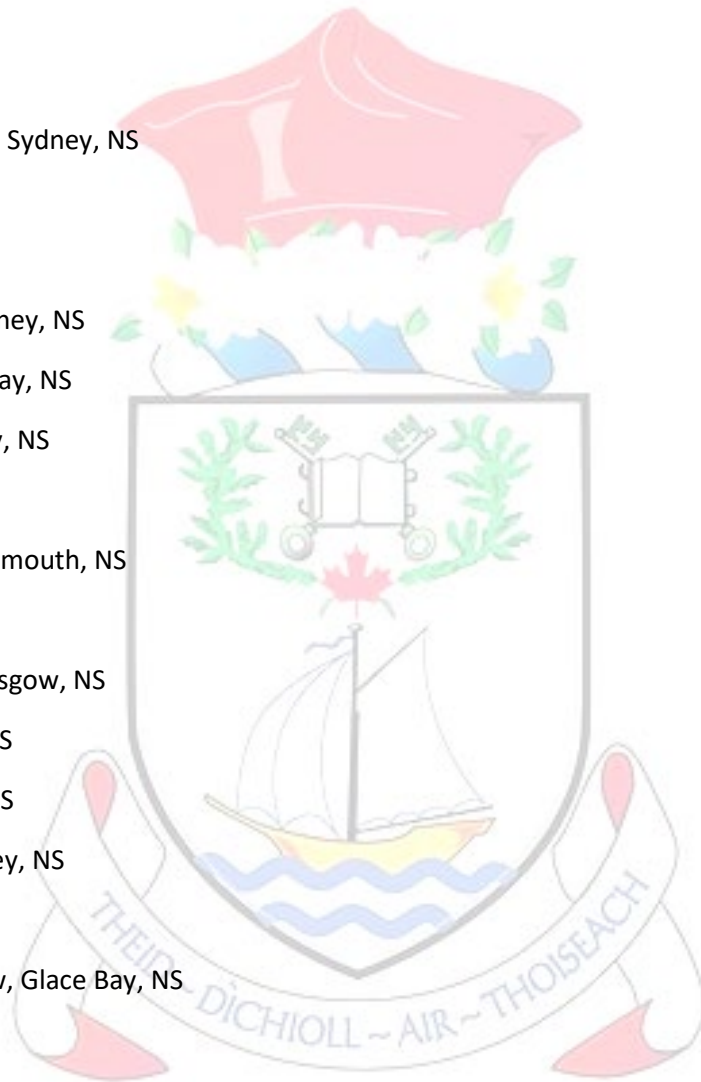 Sydney, NS
ney, NS
ay, NS
, NS
mouth, NS
sgow, NS
S
S
ey, NS
, Glace Bay, NS
THEID ~ DÌCHIOLL ~ AIR ~ THOISEACH